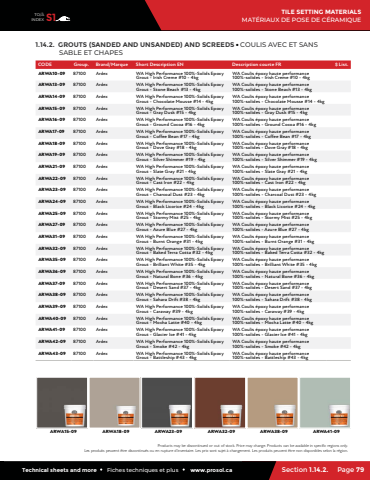 TILE SETTING MATERIALS
MATÉRIAUX DE POSE DE CÉRAMIQUE
1.14.2. GROUTS (SANDED AND UNSANDED) AND SCREEDS • COULIS AVEC ET SANS
SABLE ET CHAPES
CODE Group. Brand/Marque Short Description EN Description courte FR $ List.
ARWA10-09 87100 Ardex WA High Performance 100%-Solids Epoxy WA Coulis époxy haute performance
Grout - Irish Crème #10 - 4kg 100%-solides - Irish Crème #10 - 4kg
ARWA13-09 87100 Ardex WA High Performance 100%-Solids Epoxy WA Coulis époxy haute performance
Grout - Stone Beach #13 - 4kg 100%-solides - Stone Beach #13 - 4kg
ARWA14-09 87100 Ardex WA High Performance 100%-Solids Epoxy WA Coulis époxy haute performance
Grout - Chocolate Mousse #14 - 4kg 100%-solides - Chocolate Mousse #14 - 4kg
ARWA15-09 87100 Ardex WA High Performance 100%-Solids Epoxy WA Coulis époxy haute performance
Grout - Gray Dusk #15 - 4kg 100%-solides - Gray Dusk #15 - 4kg
ARWA16-09 87100 Ardex WA High Performance 100%-Solids Epoxy WA Coulis époxy haute performance
Grout - Ground Cocoa #16 - 4kg 100%-solides - Ground Cocoa #16 - 4kg
ARWA17-09 87100 Ardex WA High Performance 100%-Solids Epoxy WA Coulis époxy haute performance
Grout - Coffee Bean #17 - 4kg 100%-solides - Coffee Bean #17 - 4kg
ARWA18-09 87100 Ardex WA High Performance 100%-Solids Epoxy WA Coulis époxy haute performance
Grout - Dove Gray #18 - 4kg 100%-solides - Dove Gray #18 - 4kg
ARWA19-09 87100 Ardex WA High Performance 100%-Solids Epoxy WA Coulis époxy haute performance
Grout - Silver Shimmer #19 - 4kg 100%-solides - Silver Shimmer #19 - 4kg
ARWA21-09 87100 Ardex WA High Performance 100%-Solids Epoxy WA Coulis époxy haute performance
Grout - Slate Gray #21 - 4kg 100%-solides - Slate Gray #21 - 4kg
ARWA22-09 87100 Ardex WA High Performance 100%-Solids Epoxy WA Coulis époxy haute performance
Grout - Cast Iron #22 - 4kg 100%-solides - Cast Iron #22 - 4kg
ARWA23-09 87100 Ardex WA High Performance 100%-Solids Epoxy WA Coulis époxy haute performance
Grout - Charcoal Dust #23 - 4kg 100%-solides - Charcoal Dust #23 - 4kg
ARWA24-09 87100 Ardex WA High Performance 100%-Solids Epoxy WA Coulis époxy haute performance
Grout - Black Licorice #24 - 4kg 100%-solides - Black Licorice #24 - 4kg
ARWA25-09 87100 Ardex WA High Performance 100%-Solids Epoxy WA Coulis époxy haute performance
Grout - Stormy Mist #25 - 4kg 100%-solides - Stormy Mist #25 - 4kg
ARWA27-09 87100 Ardex WA High Performance 100%-Solids Epoxy WA Coulis époxy haute performance
Grout - Azure Blue #27 - 4kg 100%-solides - Azure Blue #27 - 4kg
ARWA31-09 87100 Ardex WA High Performance 100%-Solids Epoxy WA Coulis époxy haute performance
Grout - Burnt Orange #31 - 4kg 100%-solides - Burnt Orange #31 - 4kg
ARWA32-09 87100 Ardex WA High Performance 100%-Solids Epoxy WA Coulis époxy haute performance
Grout - Baked Terra Cotta #32 - 4kg 100%-solides - Baked Terra Cotta #32 - 4kg
ARWA35-09 87100 Ardex WA High Performance 100%-Solids Epoxy WA Coulis époxy haute performance
Grout - Brilliant White #35 - 4kg 100%-solides - Brilliant White #35 - 4kg
ARWA36-09 87100 Ardex WA High Performance 100%-Solids Epoxy WA Coulis époxy haute performance
Grout - Natural Bone #36 - 4kg 100%-solides - Natural Bone #36 - 4kg
ARWA37-09 87100 Ardex WA High Performance 100%-Solids Epoxy WA Coulis époxy haute performance
Grout - Desert Sand #37 - 4kg 100%-solides - Desert Sand #37 - 4kg
ARWA38-09 87100 Ardex WA High Performance 100%-Solids Epoxy WA Coulis époxy haute performance
Grout - Sahara Drift #38 - 4kg 100%-solides - Sahara Drift #38 - 4kg
ARWA39-09 87100 Ardex WA High Performance 100%-Solids Epoxy WA Coulis époxy haute performance
Grout - Caraway #39 - 4kg 100%-solides - Caraway #39 - 4kg
ARWA40-09 87100 Ardex WA High Performance 100%-Solids Epoxy WA Coulis époxy haute performance
Grout - Mocha Latte #40 - 4kg 100%-solides - Mocha Latte #40 - 4kg
ARWA41-09 87100 Ardex WA High Performance 100%-Solids Epoxy WA Coulis époxy haute performance
Grout - Glacier Ice #41 - 4kg 100%-solides - Glacier Ice #41 - 4kg
ARWA42-09 87100 Ardex WA High Performance 100%-Solids Epoxy WA Coulis époxy haute performance
Grout - Smoke #42 - 4kg 100%-solides - Smoke #42 - 4kg
ARWA43-09 87100 Ardex WA High Performance 100%-Solids Epoxy WA Coulis époxy haute performance
Grout - Battleship #43 - 4kg 100%-solides - Battleship #43 - 4kg
ARWA16-09 ARWA18-09 ARWA23-09 ARWA32-09 ARWA38-09 ARWA41-09
Products may be discontinued or out of stock. Price may change. Products can be available in specific regions only.
Les produits peuvent être discontinués ou en rupture d'inventaire. Les prix sont sujet à changement. Les produits peuvent être non disponibles selon la région.
Technical sheets and more • Fiches techniques et plus • www.prosol.ca Section 1.14.2. Page 79